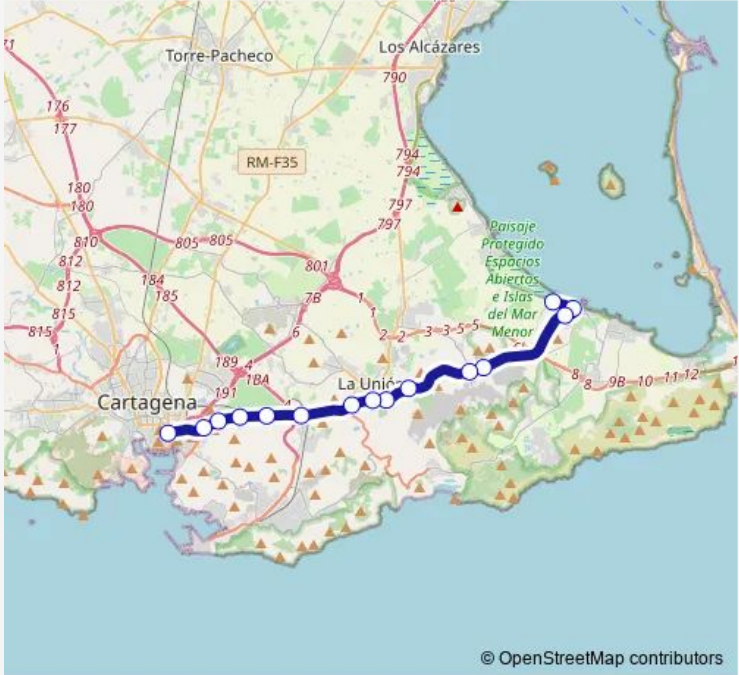 Torre-Pacheco
Los Alcázares
71
790
176
177
RM-F35
794
794
180
180
797
797
810
805 805
Paisaje
Protegido
Espacios
Abiertos
e Islas
del Mar
Menor
812
812
801
184
185
7B
1
1
815
815
1
6
2 2 3 3 5 5
189
4
1BA
191
4
La Unión
8 8 9B 10 11 12
Cartagena
© OpenStreetMap contributors